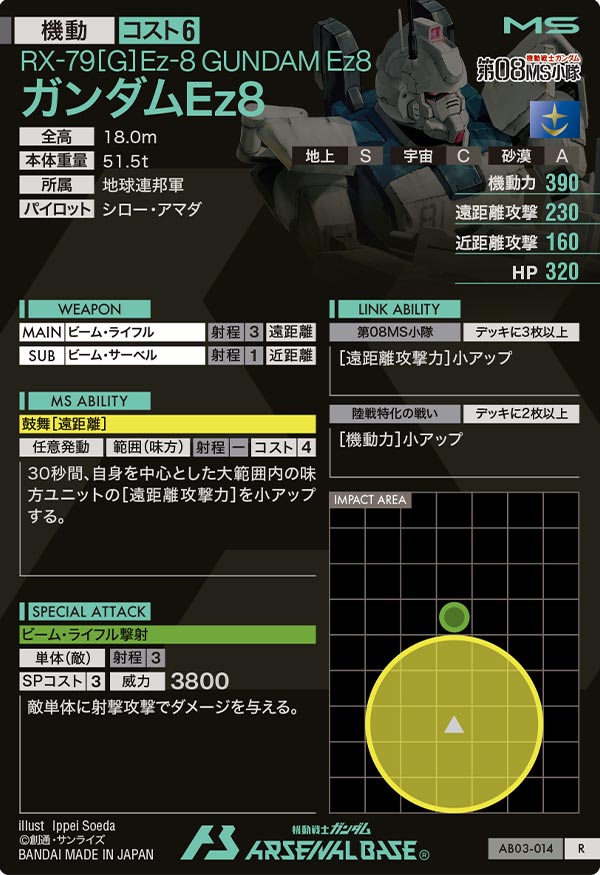 機動 コスト6 MS
RX-79[G]Ez-8 GUNDAM Ez8
ガンダムEz8
機動戦士ガンダム
第08MS小隊
全高 18.0m
本体重量 51.5t
所属 地球連邦軍
パイロット シロー・アマダ
地上 S 宇宙 C 砂漠 A
機動力 390
遠距離攻撃 230
近距離攻撃 160
HP 320
WEAPON
MAIN ビーム・ライフル 射程 3 遠距離
SUB ビーム・サーベル 射程 1 近距離
MS ABILITY
鼓舞[遠距離]
任意発動 範囲(味方) 射程 ー コスト 4
30秒間、自身を中心とした大範囲内の味
方ユニットの[遠距離攻撃力]を小アップ
する。
SPECIAL ATTACK
ビーム・ライフル撃射
単体(敵) 射程 3
SPコスト 3 威力 3800
敵単体に射撃攻撃でダメージを与える。
LINK ABILITY
第08MS小隊 デッキに3枚以上
[遠距離攻撃力]小アップ
陸戦特化の戦い デッキに2枚以上
[機動力]小アップ
IMPACT AREA
illust Ippei Soeda
©創通・サンライズ
BANDAI MADE IN JAPAN
機動戦士ガンダム
AB ARSENAL BASE®
AB03-014 R